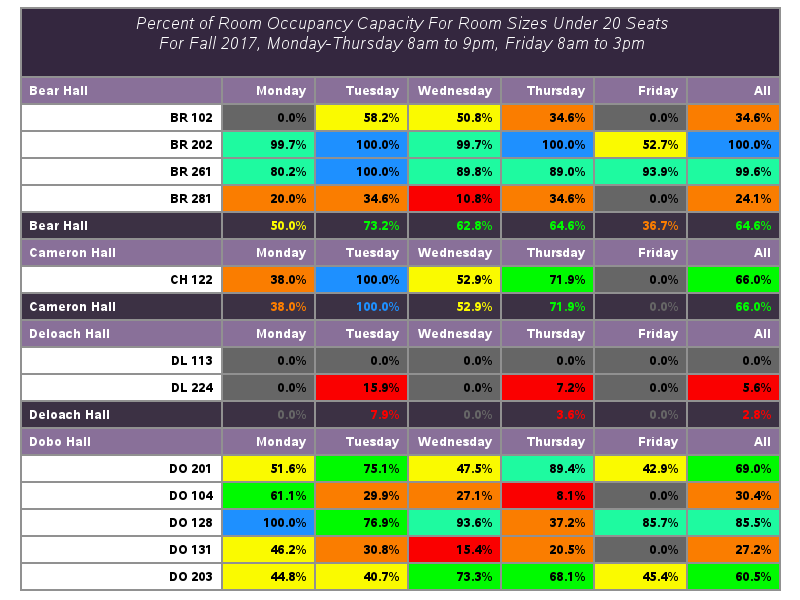 Percent of Room Occupancy Capacity For Room Sizes Under 20 Seats
For Fall 2017, Monday-Thursday 8am to 9pm, Friday 8am to 3pm
Bear Hall Monday Tuesday Wednesday Thursday Friday All
BR 102 0.0% 58.2% 50.8% 34.6% 0.0% 34.6%
BR 202 99.7% 100.0% 99.7% 100.0% 52.7% 100.0%
BR 261 80.2% 100.0% 89.8% 89.0% 93.9% 99.6%
BR 281 20.0% 34.6% 10.8% 34.6% 0.0% 24.1%
Bear Hall 50.0% 73.2% 62.8% 64.6% 36.7% 64.6%
Cameron Hall Monday Tuesday Wednesday Thursday Friday All
CH 122 38.0% 100.0% 52.9% 71.9% 0.0% 66.0%
Cameron Hall 38.0% 100.0% 52.9% 71.9% 0.0% 66.0%
Deloach Hall Monday Tuesday Wednesday Thursday Friday All
DL 113 0.0% 0.0% 0.0% 0.0% 0.0% 0.0%
DL 224 0.0% 15.9% 0.0% 7.2% 0.0% 5.6%
Deloach Hall 0.0% 7.9% 0.0% 3.6% 0.0% 2.8%
Dobo Hall Monday Tuesday Wednesday Thursday Friday All
DO 201 51.6% 75.1% 47.5% 89.4% 42.9% 69.0%
DO 104 61.1% 29.9% 27.1% 8.1% 0.0% 30.4%
DO 128 100.0% 76.9% 93.6% 37.2% 85.7% 85.5%
DO 131 46.2% 30.8% 15.4% 20.5% 0.0% 27.2%
DO 203 44.8% 40.7% 73.3% 68.1% 45.4% 60.5%